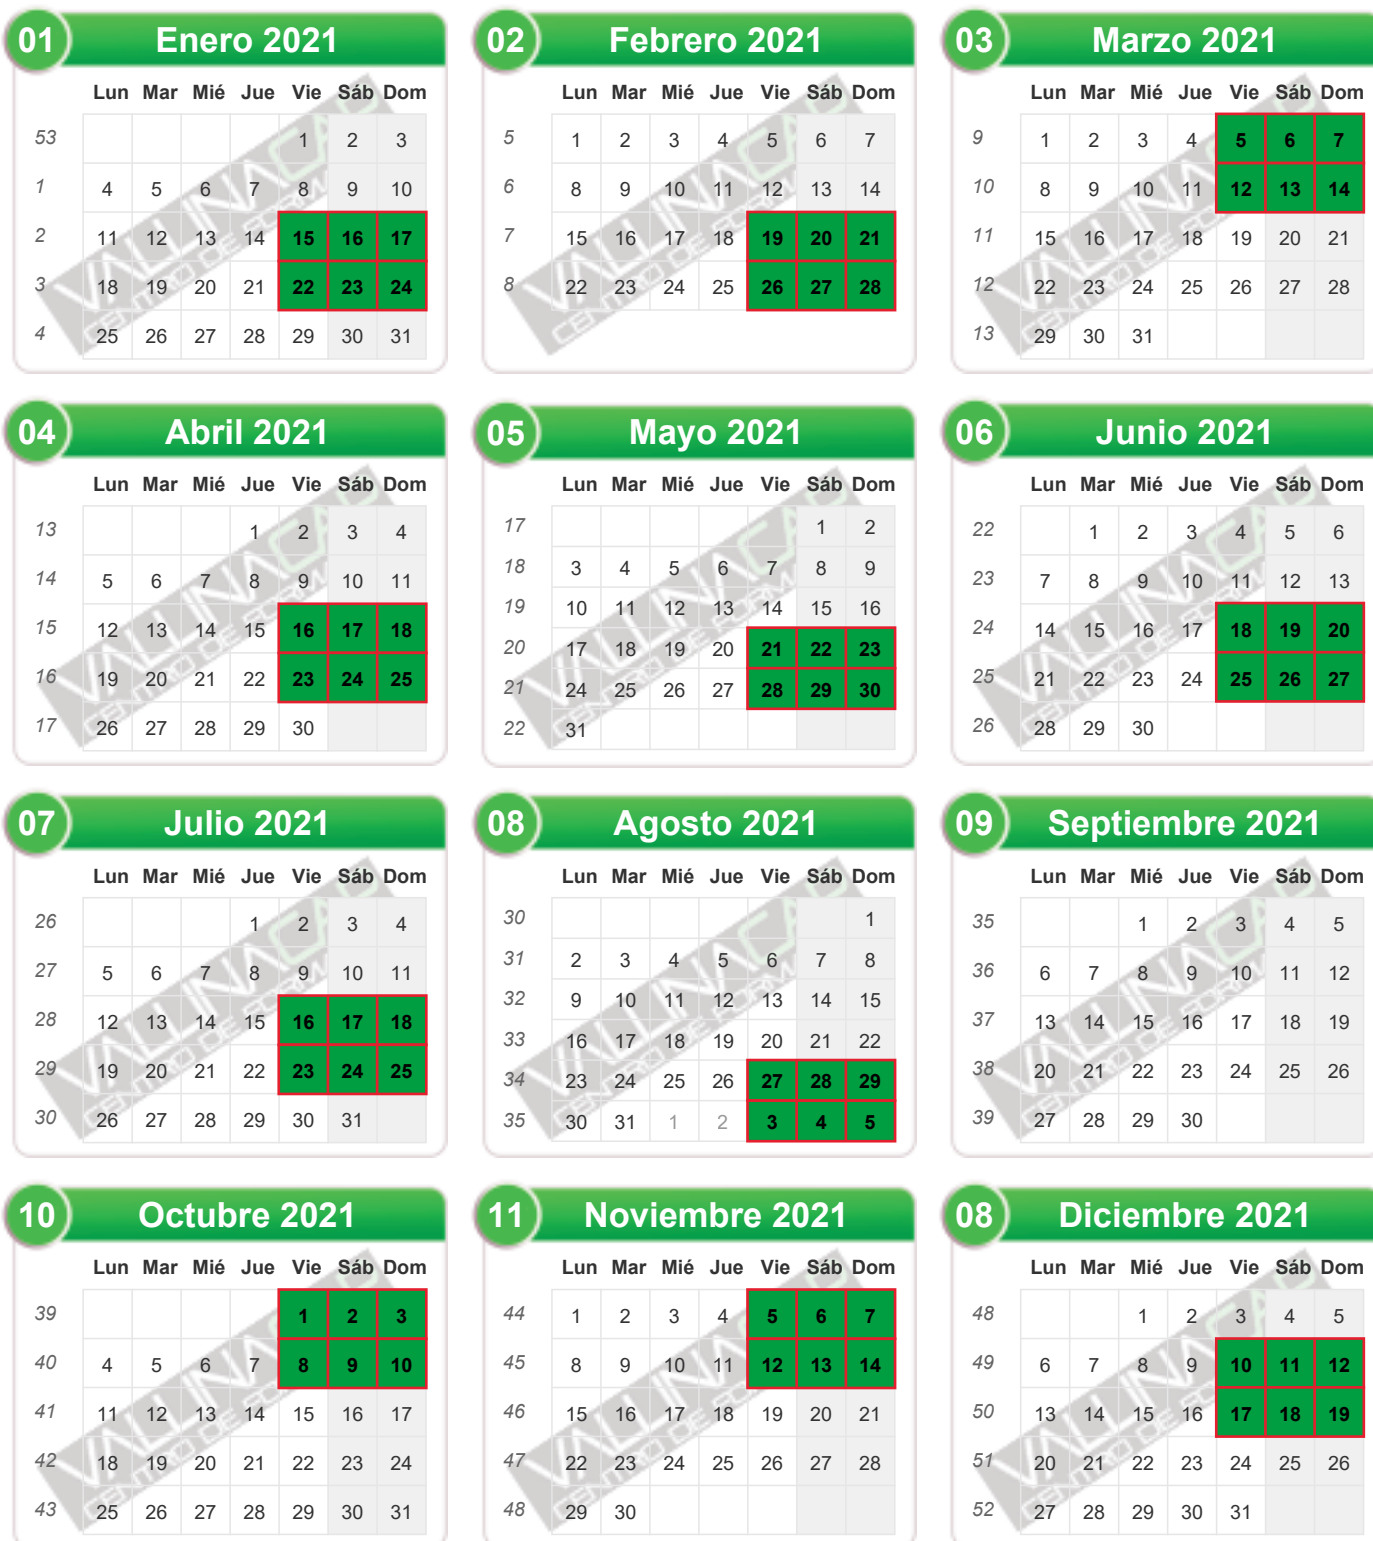 01 Enero 2021
Lun Mar Mié Jue Vie Sáb Dom
53 1 2 3
1 4 5 6 7 8 9 10
2 11 12 13 14 15 16 17
3 18 19 20 21 22 23 24
4 25 26 27 28 29 30 31
02 Febrero 2021
Lun Mar Mié Jue Vie Sáb Dom
5 1 2 3 4 5 6 7
6 8 9 10 11 12 13 14
7 15 16 17 18 19 20 21
8 22 23 24 25 26 27 28
03 Marzo 2021
Lun Mar Mié Jue Vie Sáb Dom
9 1 2 3 4 5 6 7
10 8 9 10 11 12 13 14
11 15 16 17 18 19 20 21
12 22 23 24 25 26 27 28
13 29 30 31
04 Abril 2021
Lun Mar Mié Jue Vie Sáb Dom
13 1 2 3 4
14 5 6 7 8 9 10 11
15 12 13 14 15 16 17 18
16 19 20 21 22 23 24 25
17 26 27 28 29 30
05 Mayo 2021
Lun Mar Mié Jue Vie Sáb Dom
17 1 2
18 3 4 5 6 7 8 9
19 10 11 12 13 14 15 16
20 17 18 19 20 21 22 23
21 24 25 26 27 28 29 30
22 31
06 Junio 2021
Lun Mar Mié Jue Vie Sáb Dom
22 1 2 3 4 5 6
23 7 8 9 10 11 12 13
24 14 15 16 17 18 19 20
25 21 22 23 24 25 26 27
26 28 29 30
07 Julio 2021
Lun Mar Mié Jue Vie Sáb Dom
26 1 2 3 4
27 5 6 7 8 9 10 11
28 12 13 14 15 16 17 18
29 19 20 21 22 23 24 25
30 26 27 28 29 30 31
08 Agosto 2021
Lun Mar Mié Jue Vie Sáb Dom
30 1
31 2 3 4 5 6 7 8
32 9 10 11 12 13 14 15
33 16 17 18 19 20 21 22
34 23 24 25 26 27 28 29
35 30 31 1 2 3 4 5
09 Septiembre 2021
Lun Mar Mié Jue Vie Sáb Dom
35 1 2 3 4 5
36 6 7 8 9 10 11 12
37 13 14 15 16 17 18 19
38 20 21 22 23 24 25 26
39 27 28 29 30
10 Octubre 2021
Lun Mar Mié Jue Vie Sáb Dom
39 1 2 3
40 4 5 6 7 8 9 10
41 11 12 13 14 15 16 17
42 18 19 20 21 22 23 24
43 25 26 27 28 29 30 31
11 Noviembre 2021
Lun Mar Mié Jue Vie Sáb Dom
44 1 2 3 4 5 6 7
45 8 9 10 11 12 13 14
46 15 16 17 18 19 20 21
47 22 23 24 25 26 27 28
48 29 30
08 Diciembre 2021
Lun Mar Mié Jue Vie Sáb Dom
48 1 2 3 4 5
49 6 7 8 9 10 11 12
50 13 14 15 16 17 18 19
51 20 21 22 23 24 25 26
52 27 28 29 30 31